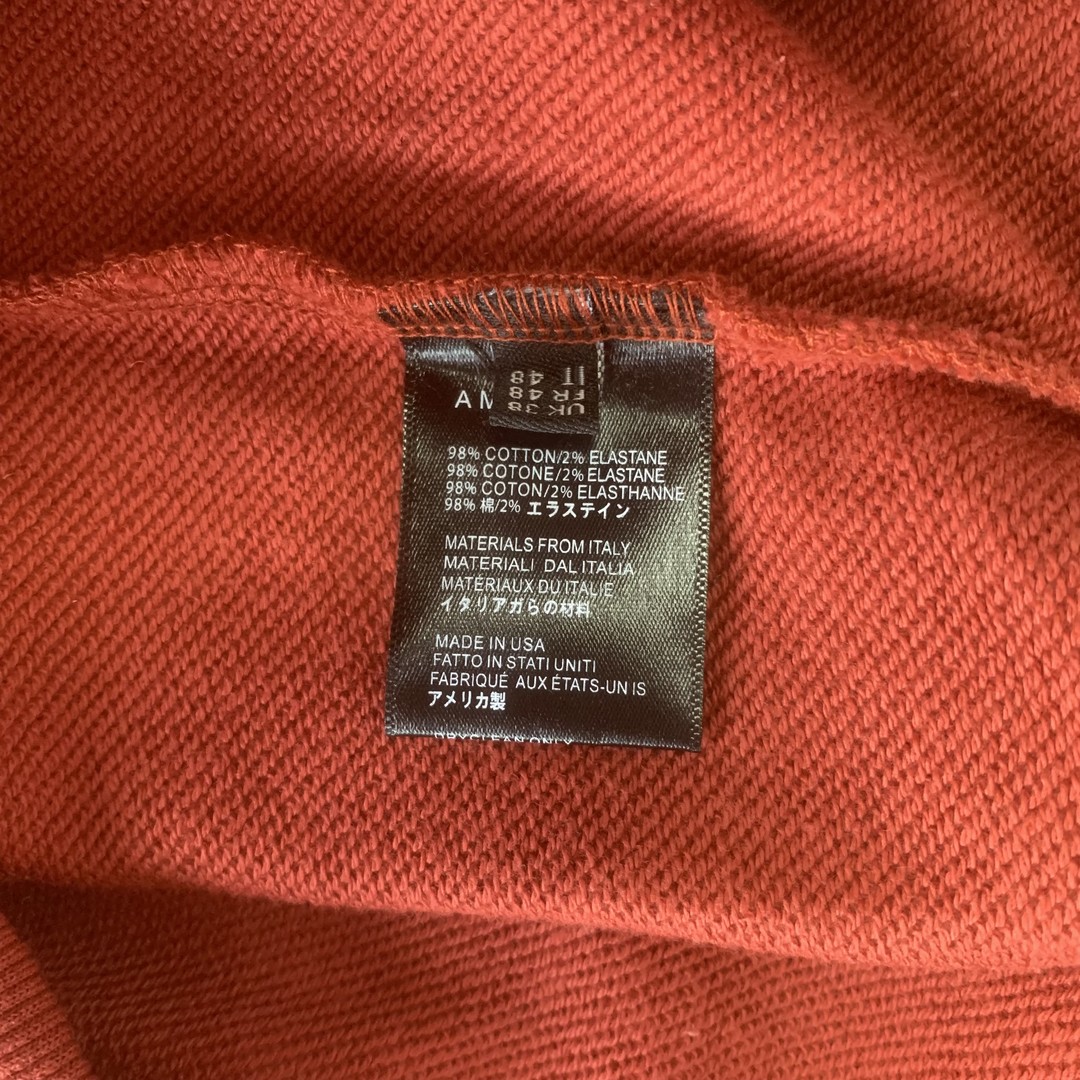 UK 38
FR 48
IT 48
AM
98% COTTON/2% ELASTANE
98% COTONE/2% ELASTANE
98% COTON/2% ELASTHANNE
98% 棉/2% エラステイン
MATERIALS FROM ITALY
MATERIALI DAL ITALIA
MATÉRIAUX DU ITALIE
イタリアガらの材料
MADE IN USA
FATTO IN STATI UNITI
FABRIQUÉ AUX ÉTATS-UN IS
アメリカ製
DRYCLEAN ONLY